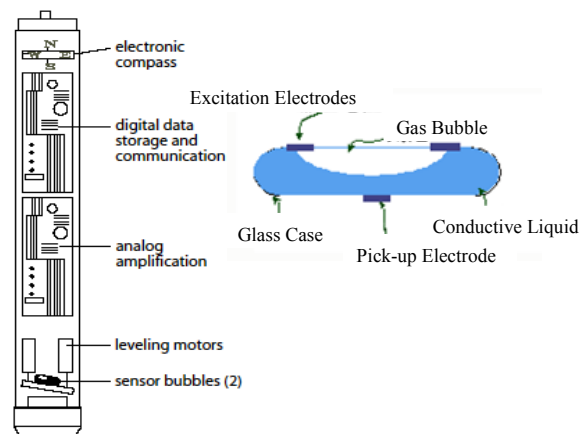 N
W E
S
electronic
compass
digital data
storage and
communication
analog
amplification
leveling motors
sensor bubbles (2)
Excitation Electrodes
Gas Bubble
Glass Case
Conductive Liquid
Pick-up Electrode